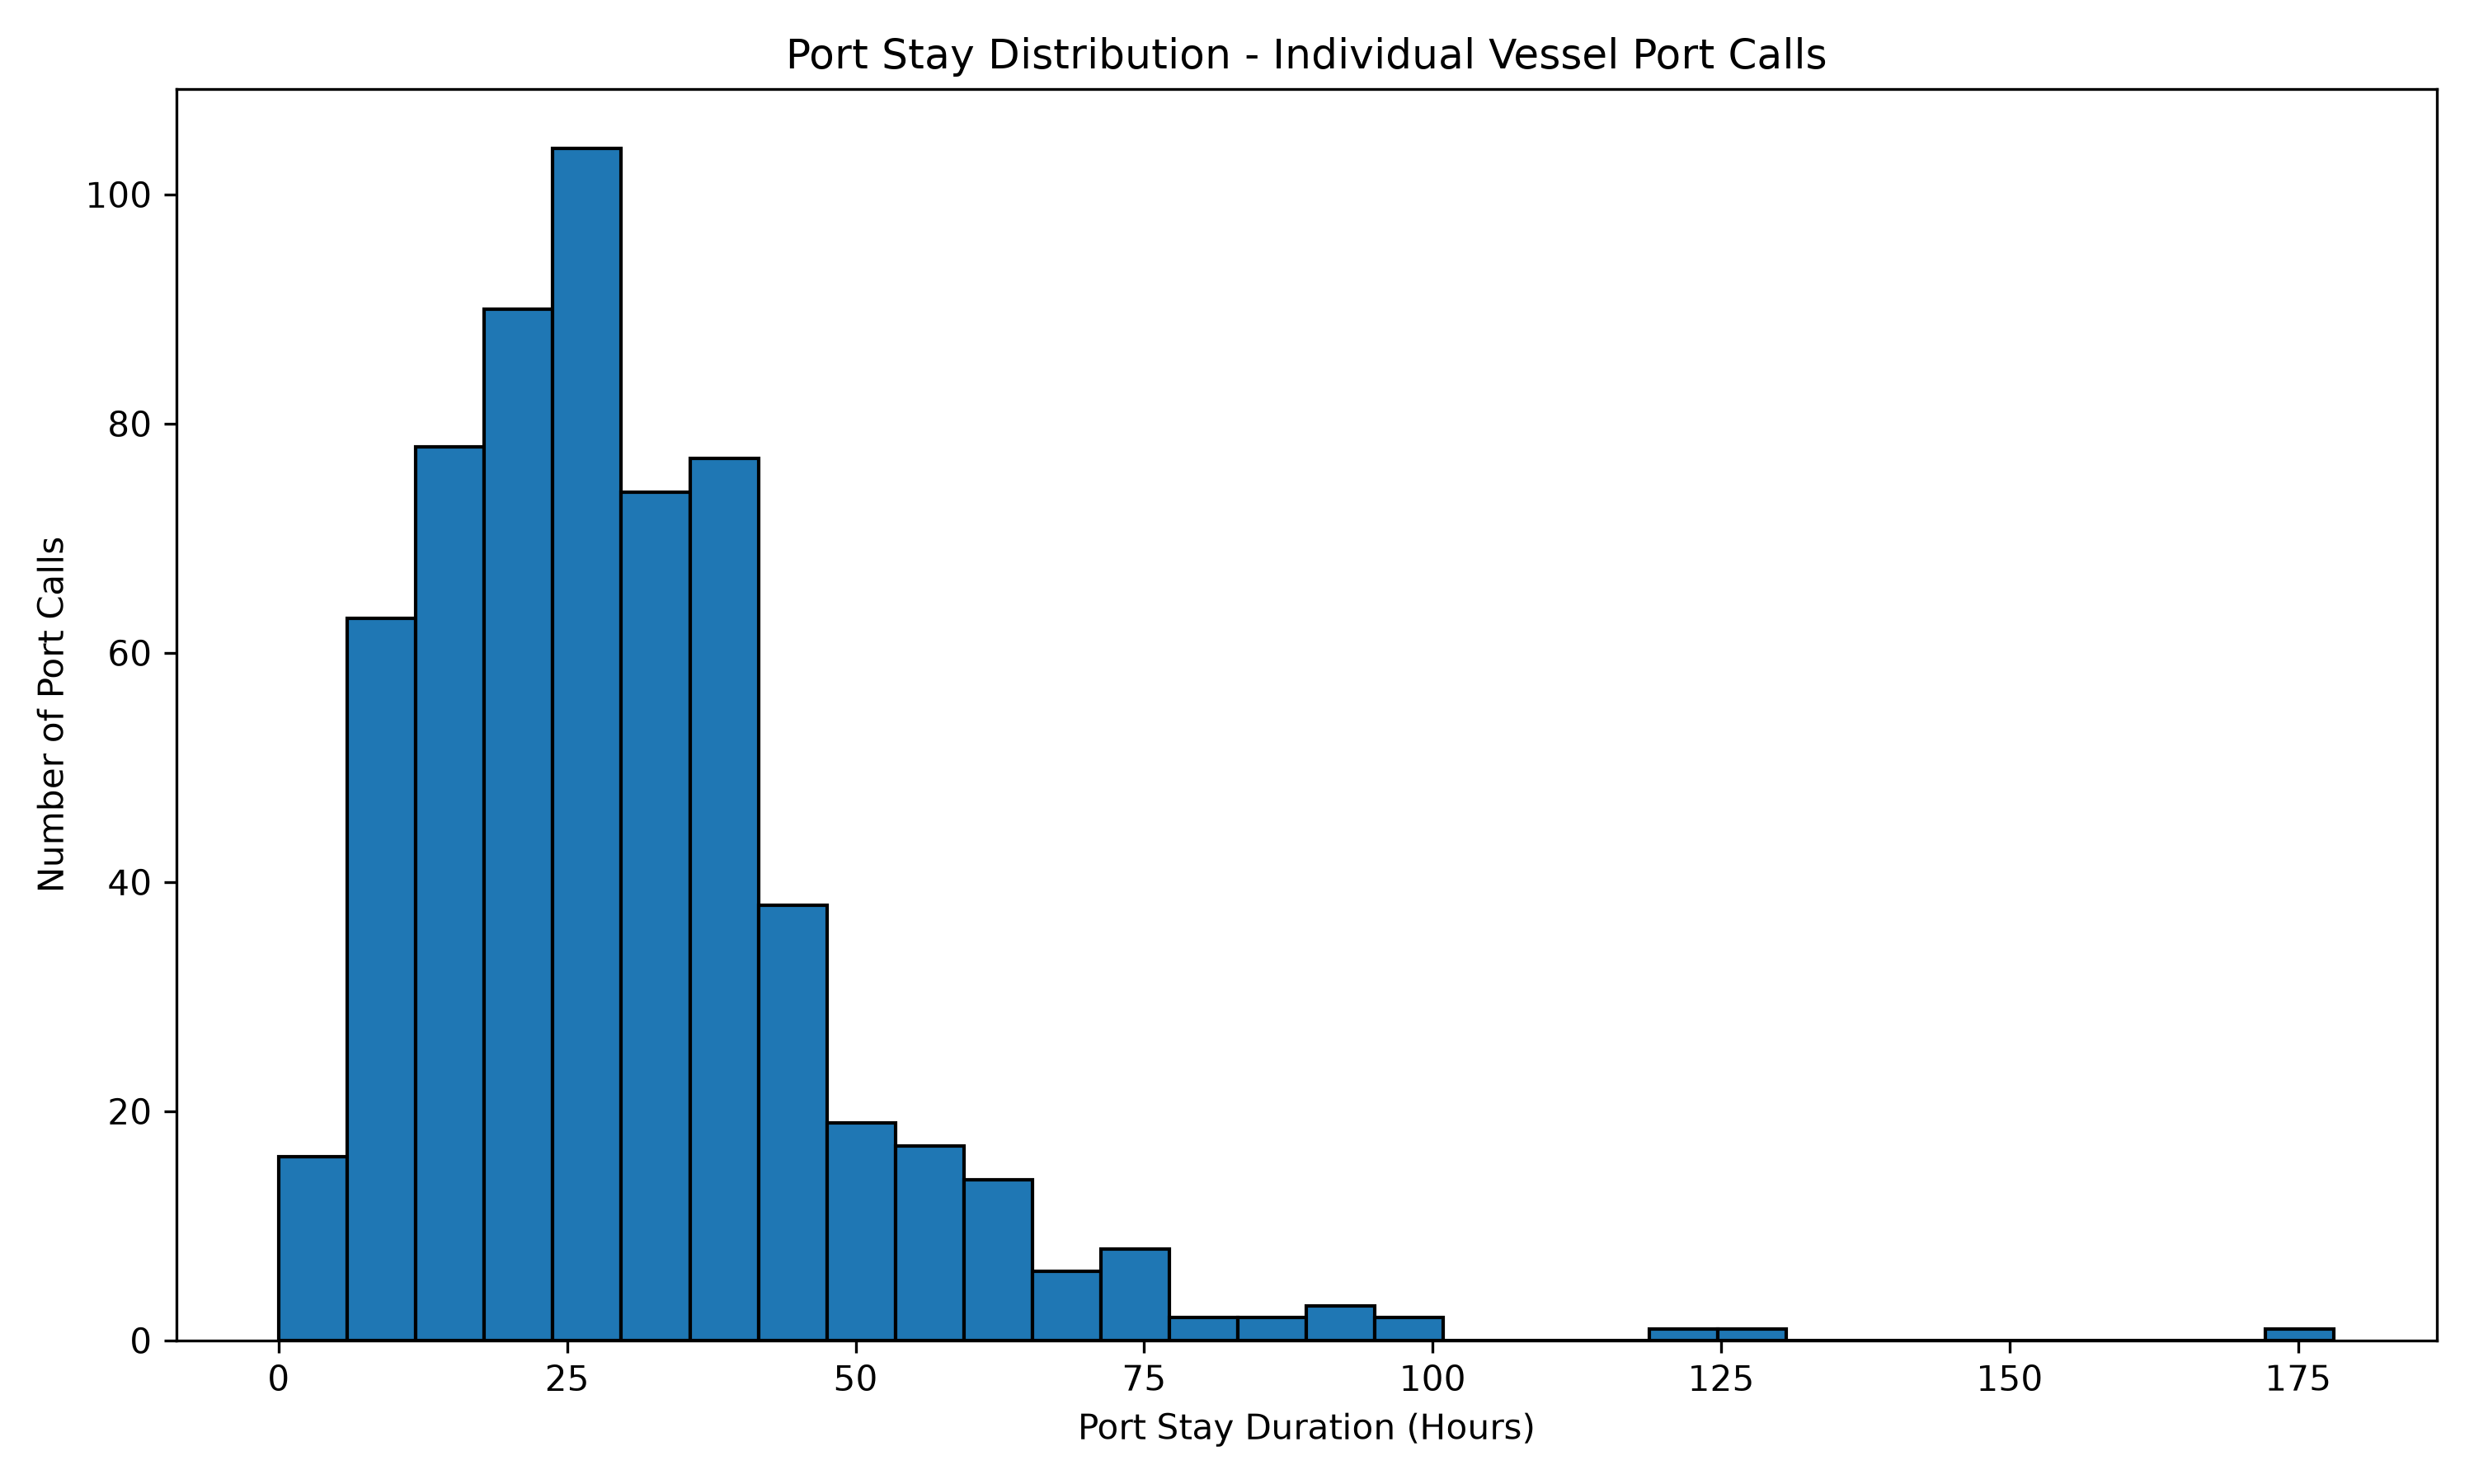 Port Stay Distribution - Individual Vessel Port Calls
Number of Port Calls
100
80
60
40
20
0
0 25 50 75 100 125 150 175
Port Stay Duration (Hours)